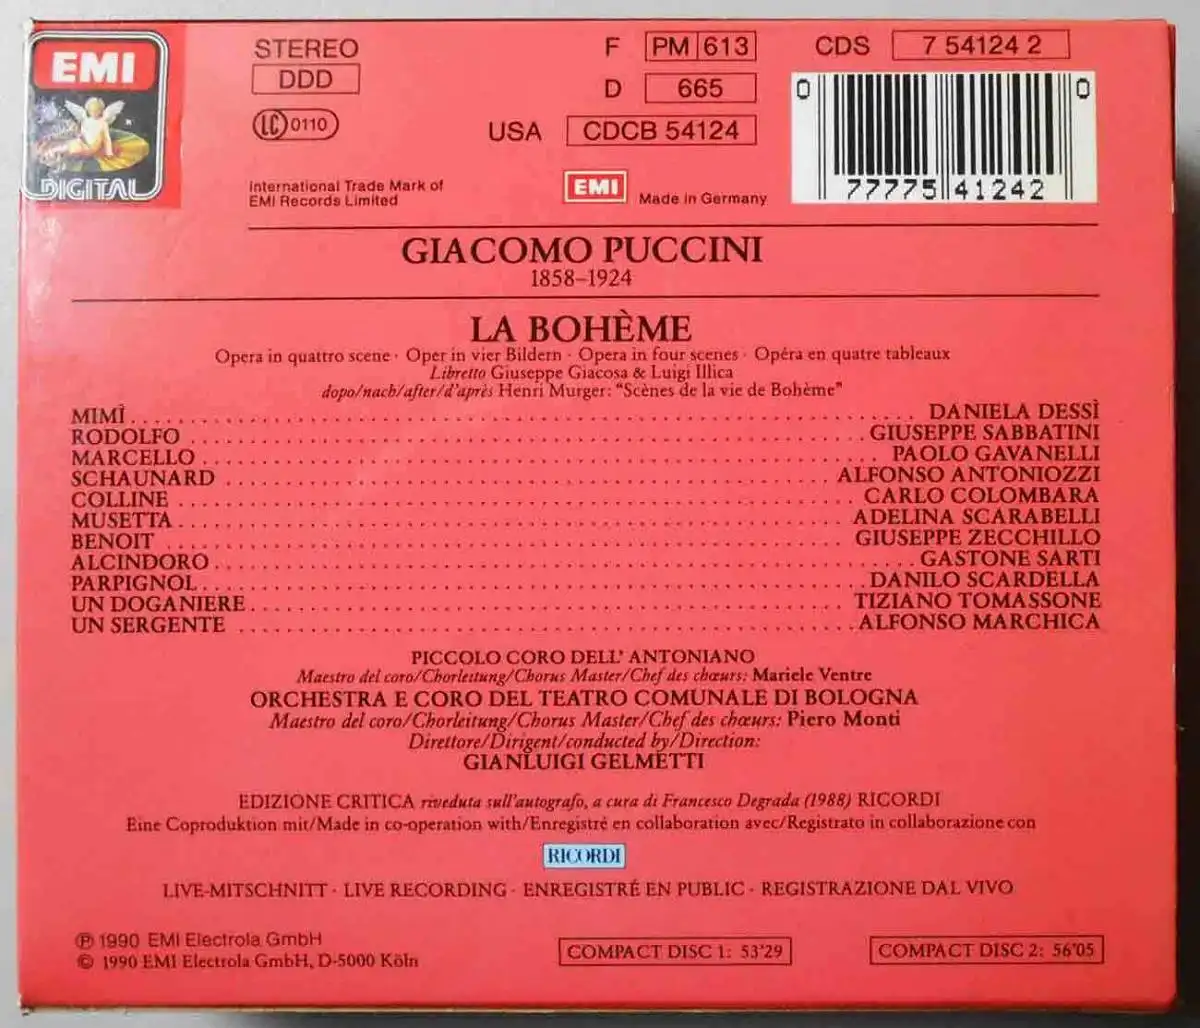 EMI
DIGITAL
STEREO
DDD
LC 0110
F PM 613
D 665
USA CDCB 54124
CDS 7 54124 2
0 77775 41242 0
International Trade Mark of
EMI Records Limited
EMI
Made in Germany
GIACOMO PUCCINI
1858–1924
LA BOHÈME
Opera in quattro scene · Oper in vier Bildern · Opera in four scenes · Opéra en quatre tableaux
Libretto Giuseppe Giacosa & Luigi Illica
dopo/nach/after/d'après Henri Murger: “Scènes de la vie de Bohème”
MIMÌ DANIELA DESSÌ
RODOLFO GIUSEPPE SABBATINI
MARCELLO PAOLO GAVANELLI
SCHAUNARD ALFONSO ANTONIOZZI
COLLINE CARLO COLOMBARA
MUSETTA ADELINA SCARABELLI
BENOIT GIUSEPPE ZECCHILLO
ALCINDORO GASTONE SARTI
PARPIGNOL DANILO SCARDELLA
UN DOGANIERE TIZIANO TOMASSONE
UN SERGENTE ALFONSO MARCHICA
PICCOLO CORO DELL' ANTONIANO
Maestro del coro/Chorleitung/Chorus Master/Chef des chœurs: Mariele Ventre
ORCHESTRA E CORO DEL TEATRO COMUNALE DI BOLOGNA
Maestro del coro/Chorleitung/Chorus Master/Chef des chœurs: Piero Monti
Direttore/Dirigent/conducted by/Direction:
GIANLUIGI GELMETTI
EDIZIONE CRITICA riveduta sull'autografo, a cura di Francesco Degrada (1988) RICORDI
Eine Coproduktion mit/Made in co-operation with/Enregistré en collaboration avec/Registrato in collaborazione con
RICORDI
LIVE-MITSCHNITT · LIVE RECORDING · ENREGISTRÉ EN PUBLIC · REGISTRAZIONE DAL VIVO
℗ 1990 EMI Electrola GmbH
© 1990 EMI Electrola GmbH, D-5000 Köln
COMPACT DISC 1: 53'29
COMPACT DISC 2: 56'05